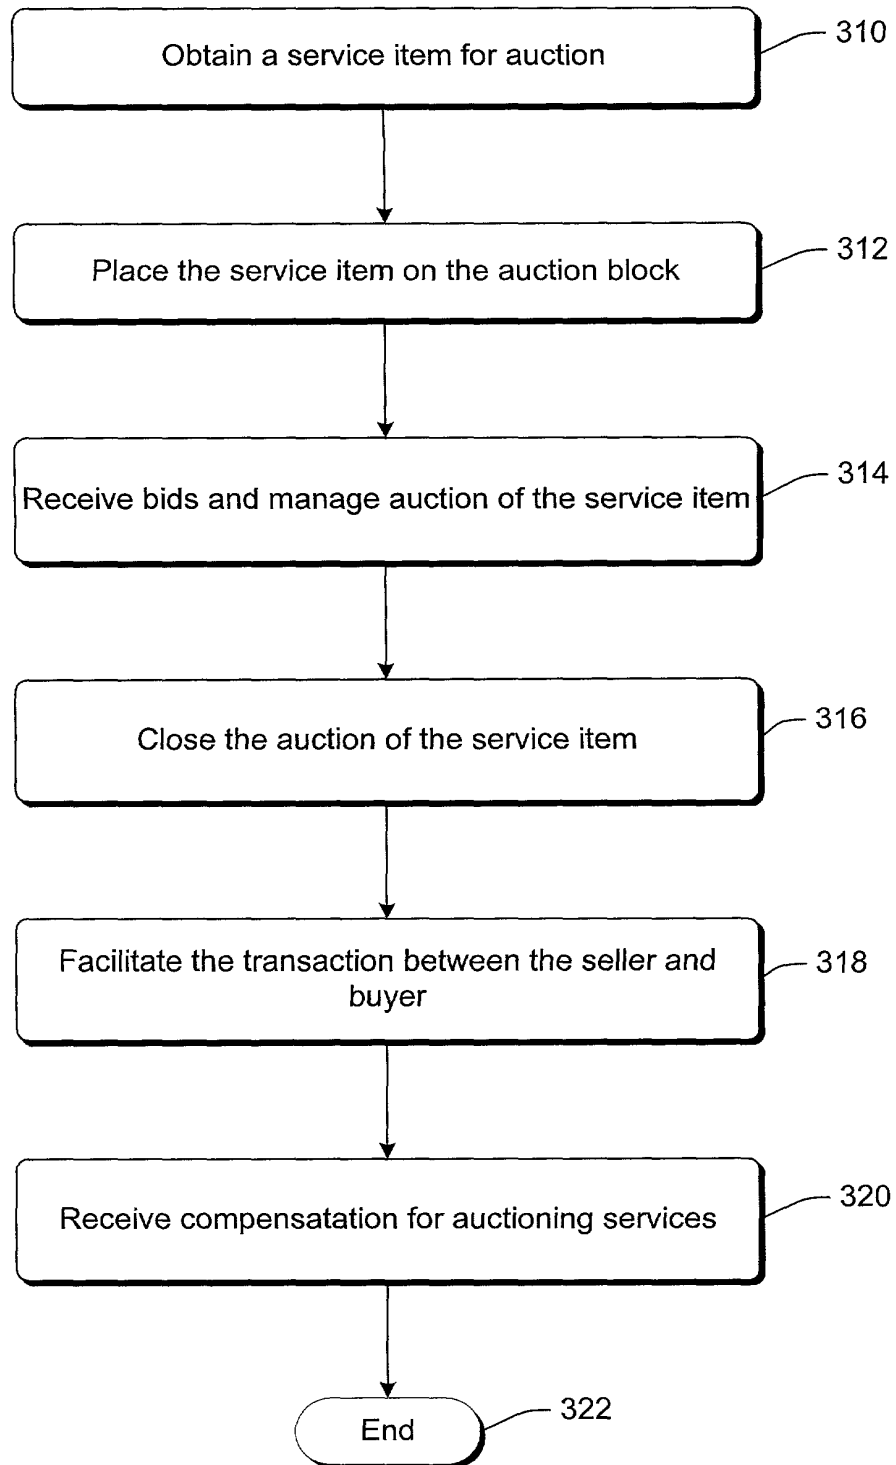 Obtain a service item for auction
310
Place the service item on the auction block
312
Receive bids and manage auction of the service item
314
Close the auction of the service item
316
Facilitate the transaction between the seller and
buyer
318
Receive compensatation for auctioning services
320
End
322